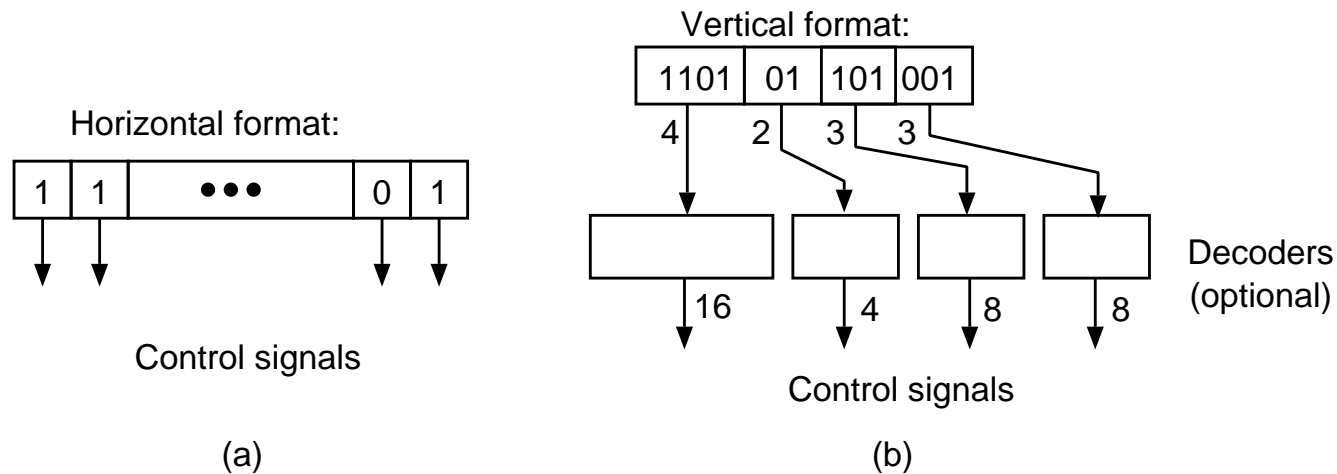 Horizontal format:
1 1 ••• 0 1
Control signals
(a)
Vertical format:
1101 01 101 001
4 2 3 3
Decoders
(optional)
16 4 8 8
Control signals
(b)